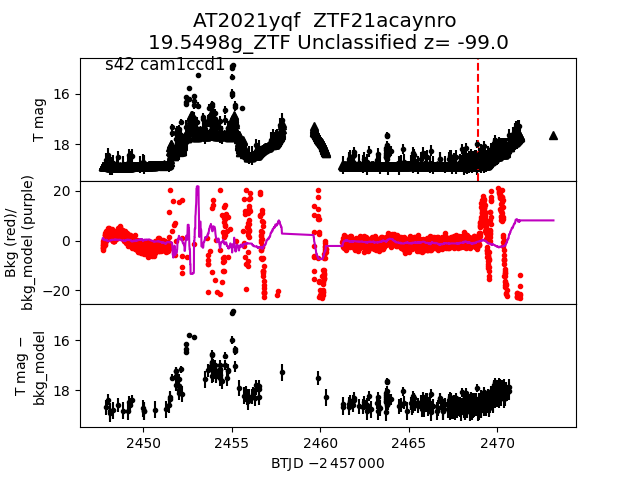 AT2021yqf  ZTF21acaynro
19.5498g_ZTF Unclassified z= -99.0
s42 cam1ccd1
T mag
16
18
Bkg (red)/
bkg_model (purple)
20
0
−20
T mag −
bkg_model
16
18
2450 2455 2460 2465 2470
BTJD −2 457 000